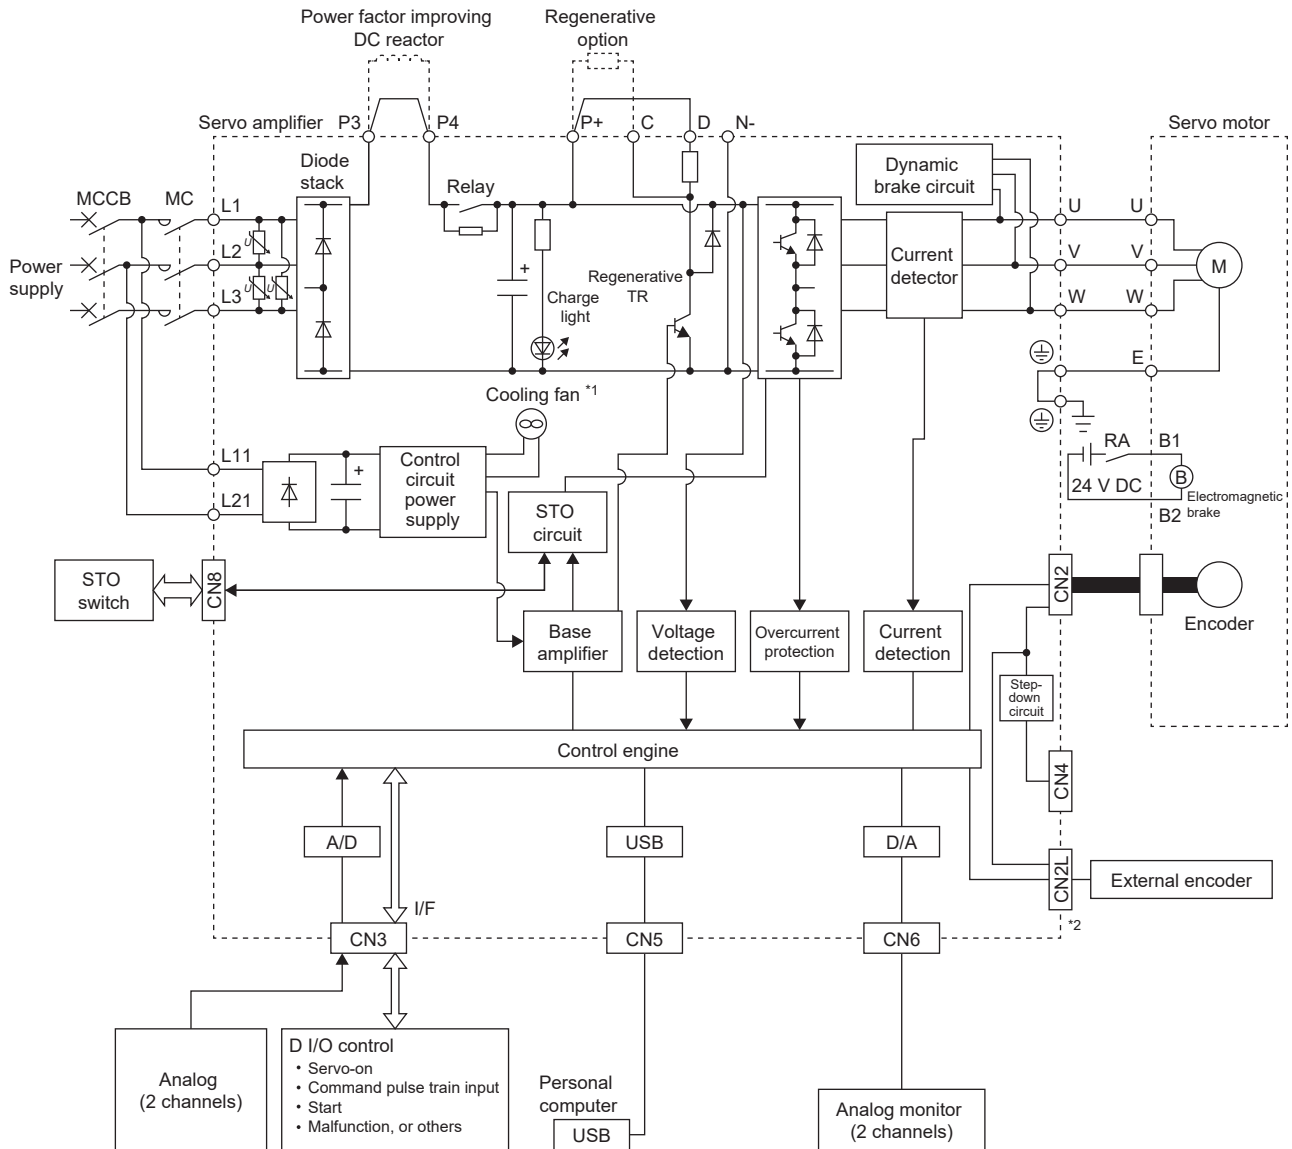 Power factor improving
DC reactor
Regenerative
option
Servo amplifier
P3
P4
P+
C
D
N-
Servo motor
Diode
stack
Dynamic
brake circuit
MCCB
MC
Relay
L1
U
U
U
L2
+
Current
detector
V
V
M
Power
supply
Regenerative
TR
U
U
L3
Charge
light
W
W
E
Cooling fan *1
RA
B1
L11
+
Control
circuit
power
supply
24 V DC
B
Electromagnetic
brake
L21
STO
circuit
B2
STO
switch
CN8
CN2
Encoder
Base
amplifier
Voltage
detection
Overcurrent
protection
Current
detection
Step-
down
circuit
Control engine
CN4
A/D
USB
D/A
CN2L
External encoder
I/F
*2
CN3
CN5
CN6
Analog
(2 channels)
D I/O control
• Servo-on
• Command pulse train input
• Start
• Malfunction, or others
Personal
computer
USB
Analog monitor
(2 channels)